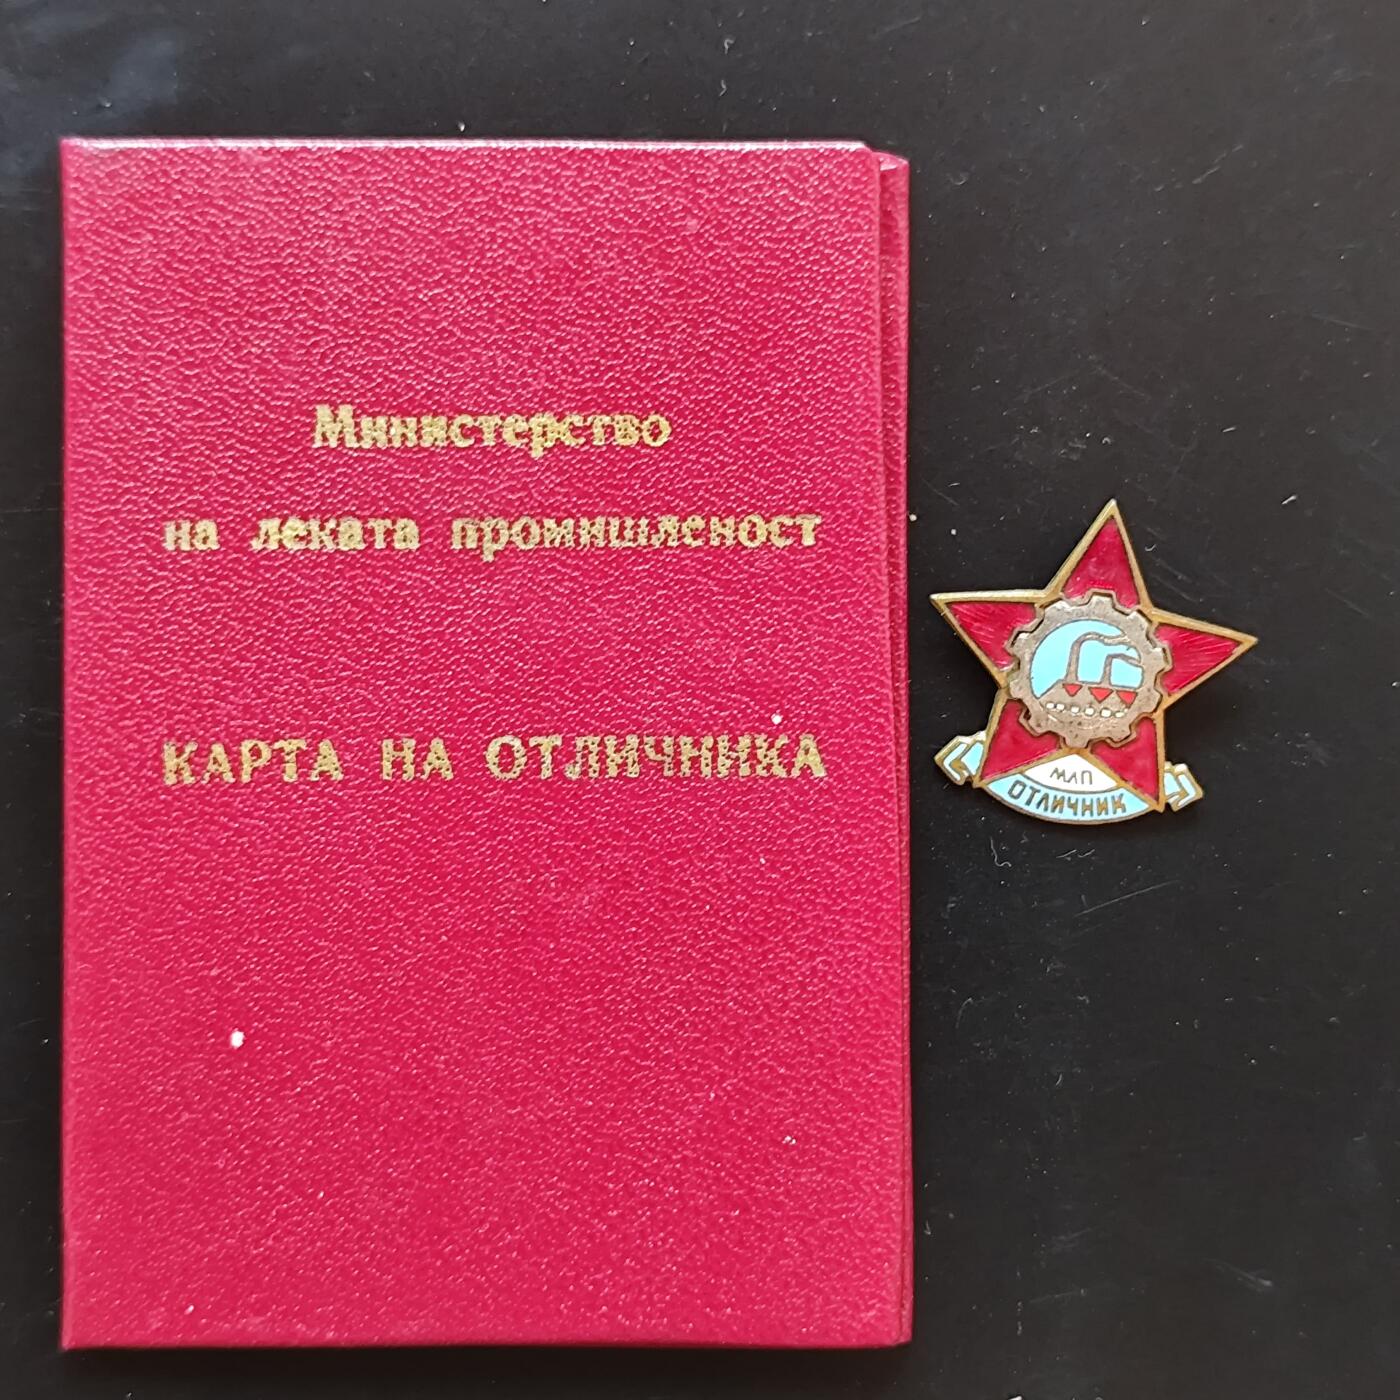 Министерство
на леката промишленост
КАРТА НА ОТЛИЧНИКА
МЛП
ОТЛИЧНИК